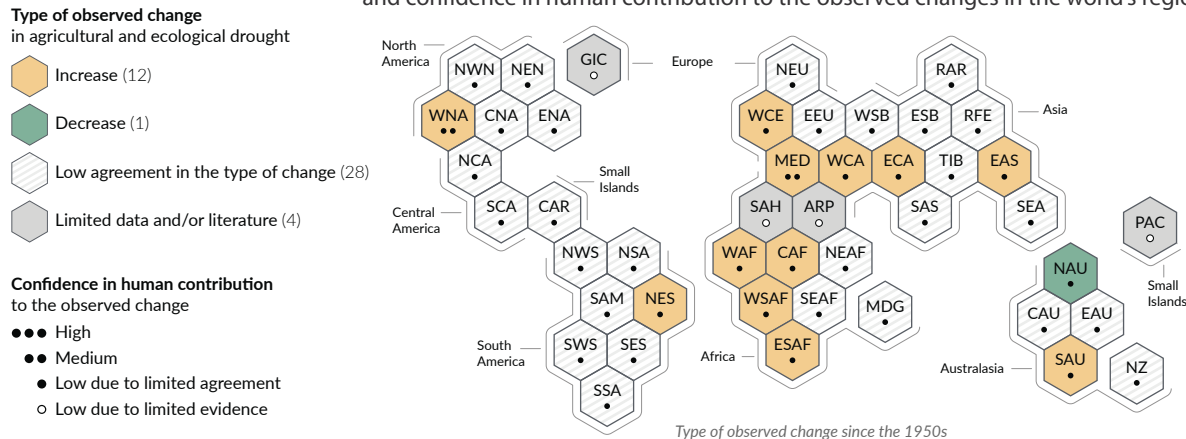 and confidence in human contribution to the observed changes in the world's regions
Type of observed change
in agricultural and ecological drought
Increase (12)
Decrease (1)
Low agreement in the type of change (28)
Limited data and/or literature (4)
Confidence in human contribution
to the observed change
High
Medium
Low due to limited agreement
Low due to limited evidence
North
America
NWN NEN GIC
Europe
NEU RAR
WNA CNA ENA
WCE EEU WSB ESB RFE
Asia
NCA
MED WCA ECA TIB EAS
Small
Islands
Central
America
SCA CAR
SAH ARP SAS SEA
PAC
Small
Islands
NWS NSA
WAF CAF NEAF
NAU
SAM NES
WSAF SEAF MDG
CAU EAU
South
America
SWS SES
Africa
ESAF
Australasia
SAU NZ
SSA
Type of observed change since the 1950s